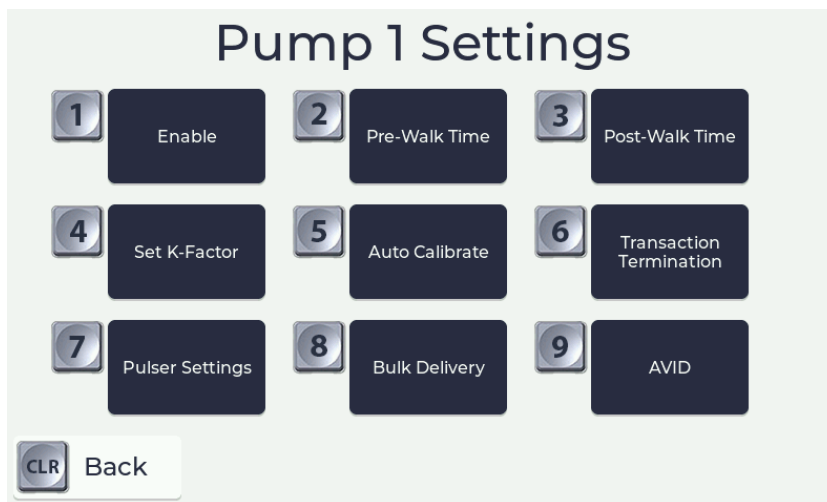 Pump 1 Settings
1
Enable
2
Pre-Walk Time
3
Post-Walk Time
4
Set K-Factor
5
Auto Calibrate
6
Transaction
Termination
7
Pulser Settings
8
Bulk Delivery
9
AVID
CLR
Back